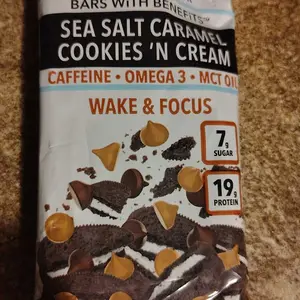 BARS WITH BENEFITS
SEA SALT CARAMEL
COOKIES 'N CREAM
CAFFEINE • OMEGA 3 • MCT OIL
WAKE & FOCUS
7g
SUGAR
19g
PROTEIN